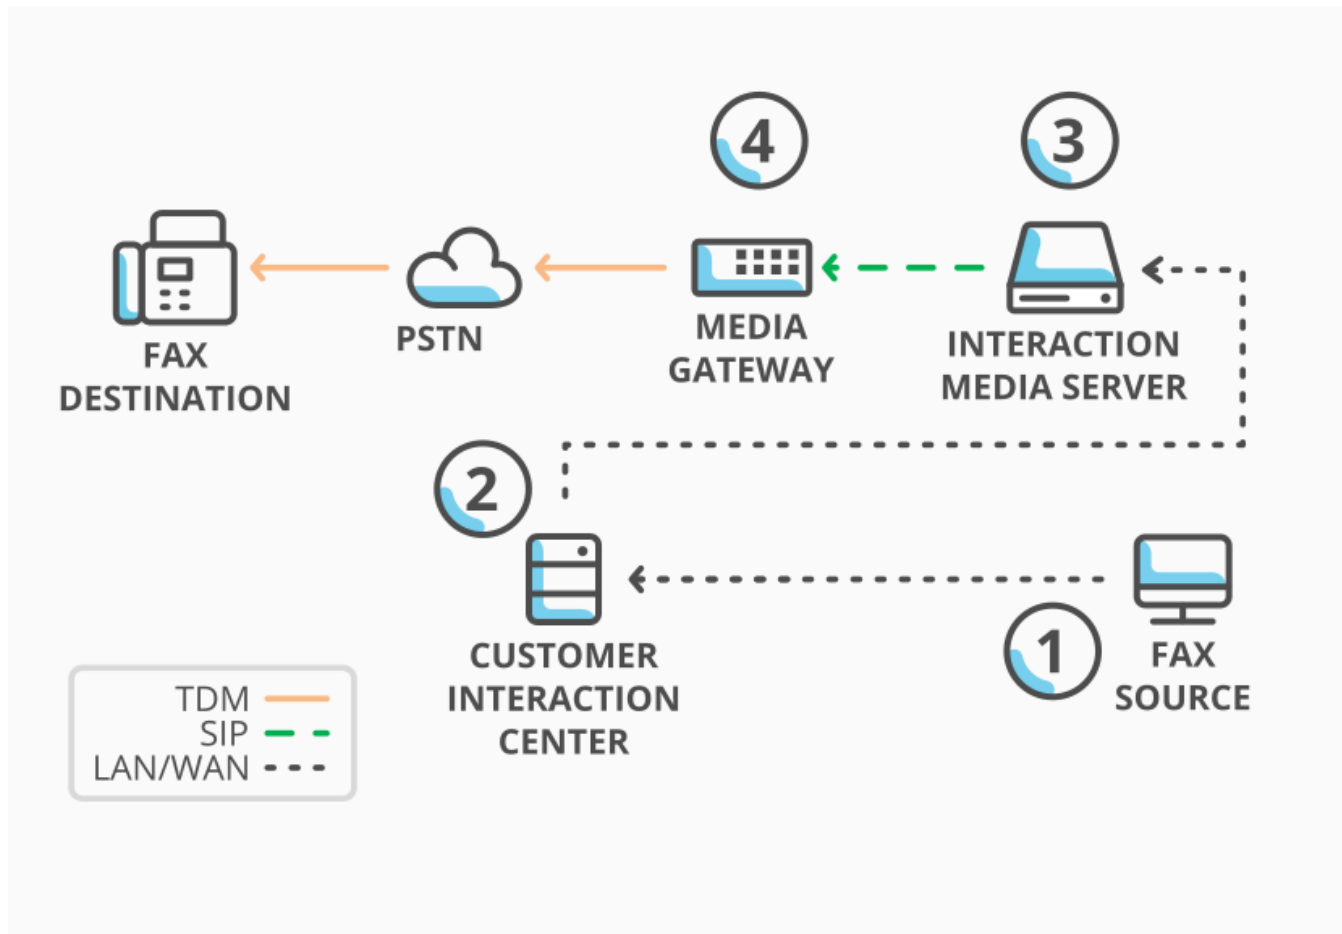 4
3
FAX
DESTINATION
PSTN
MEDIA
GATEWAY
INTERACTION
MEDIA SERVER
2
CUSTOMER
INTERACTION
CENTER
1
FAX
SOURCE
TDM
SIP
LAN/WAN